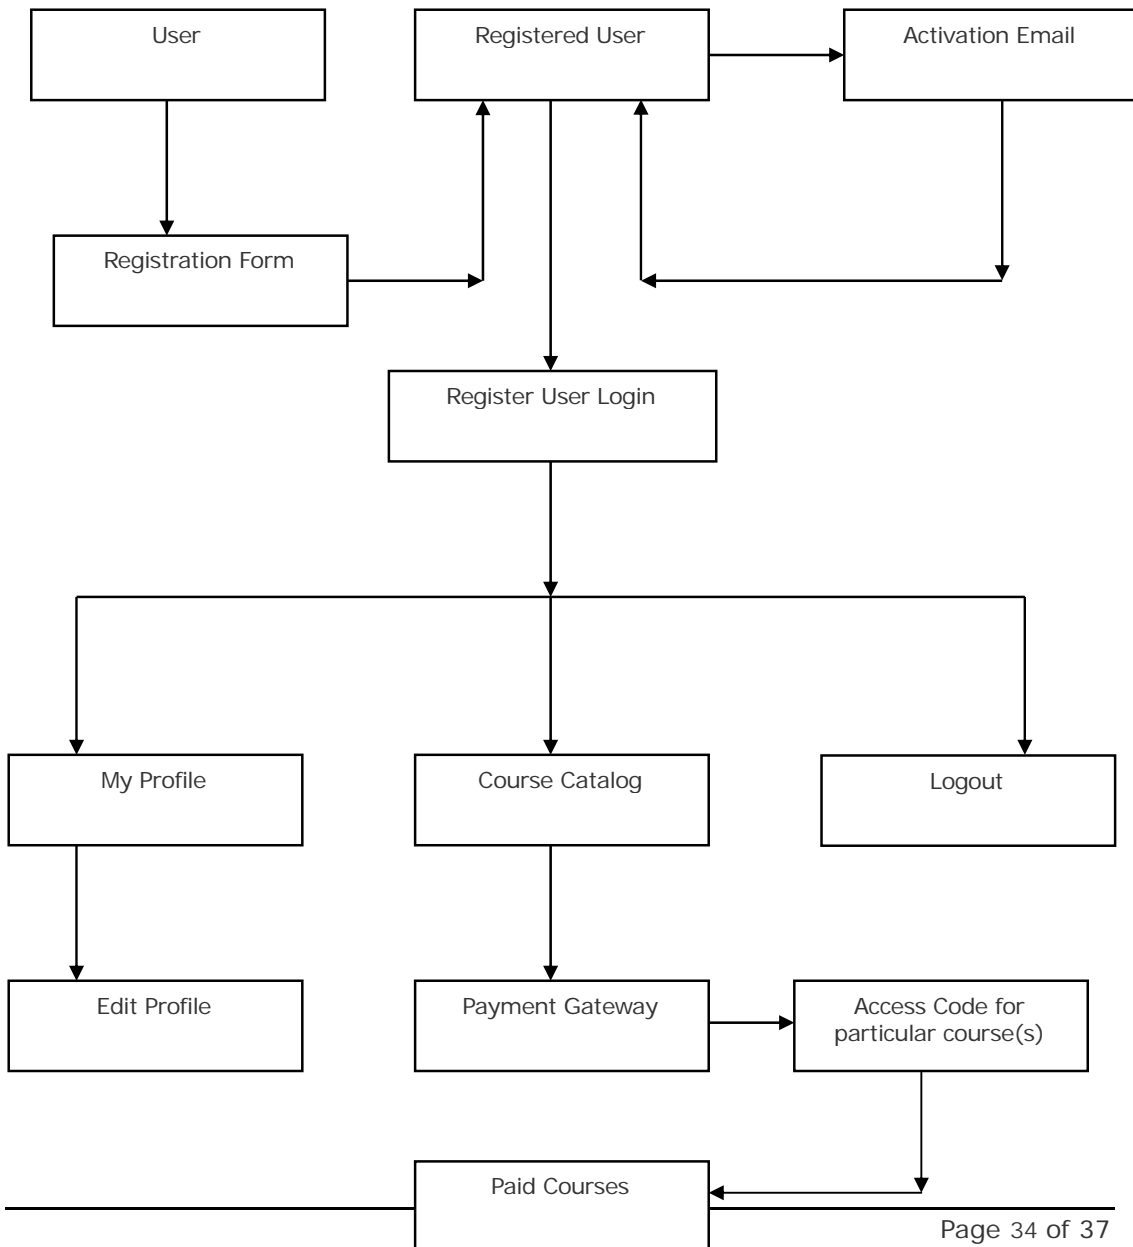 User
Registered User
Activation Email
Registration Form
Register User Login
My Profile
Course Catalog
Logout
Edit Profile
Payment Gateway
Access Code for
particular course(s)
Paid Courses
Page 34 of 37